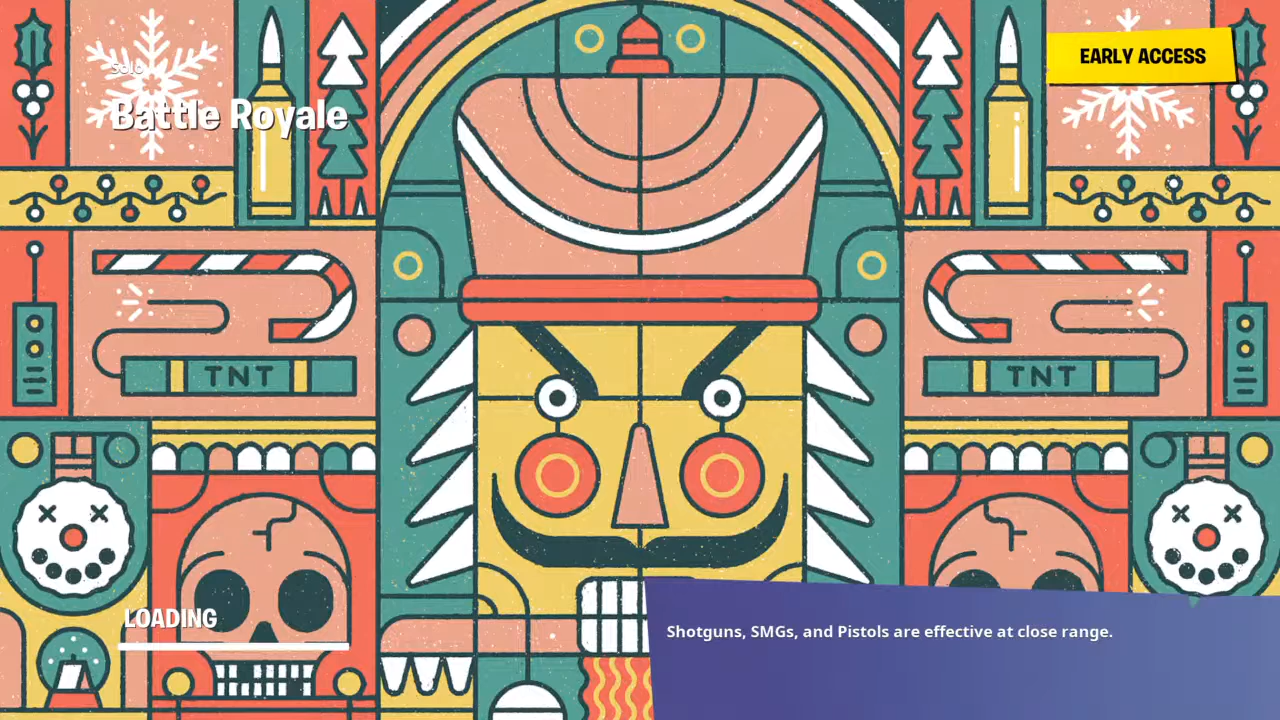 Solo
Battle Royale
EARLY ACCESS
TNT
TNT
LOADING
Shotguns, SMGs, and Pistols are effective at close range.